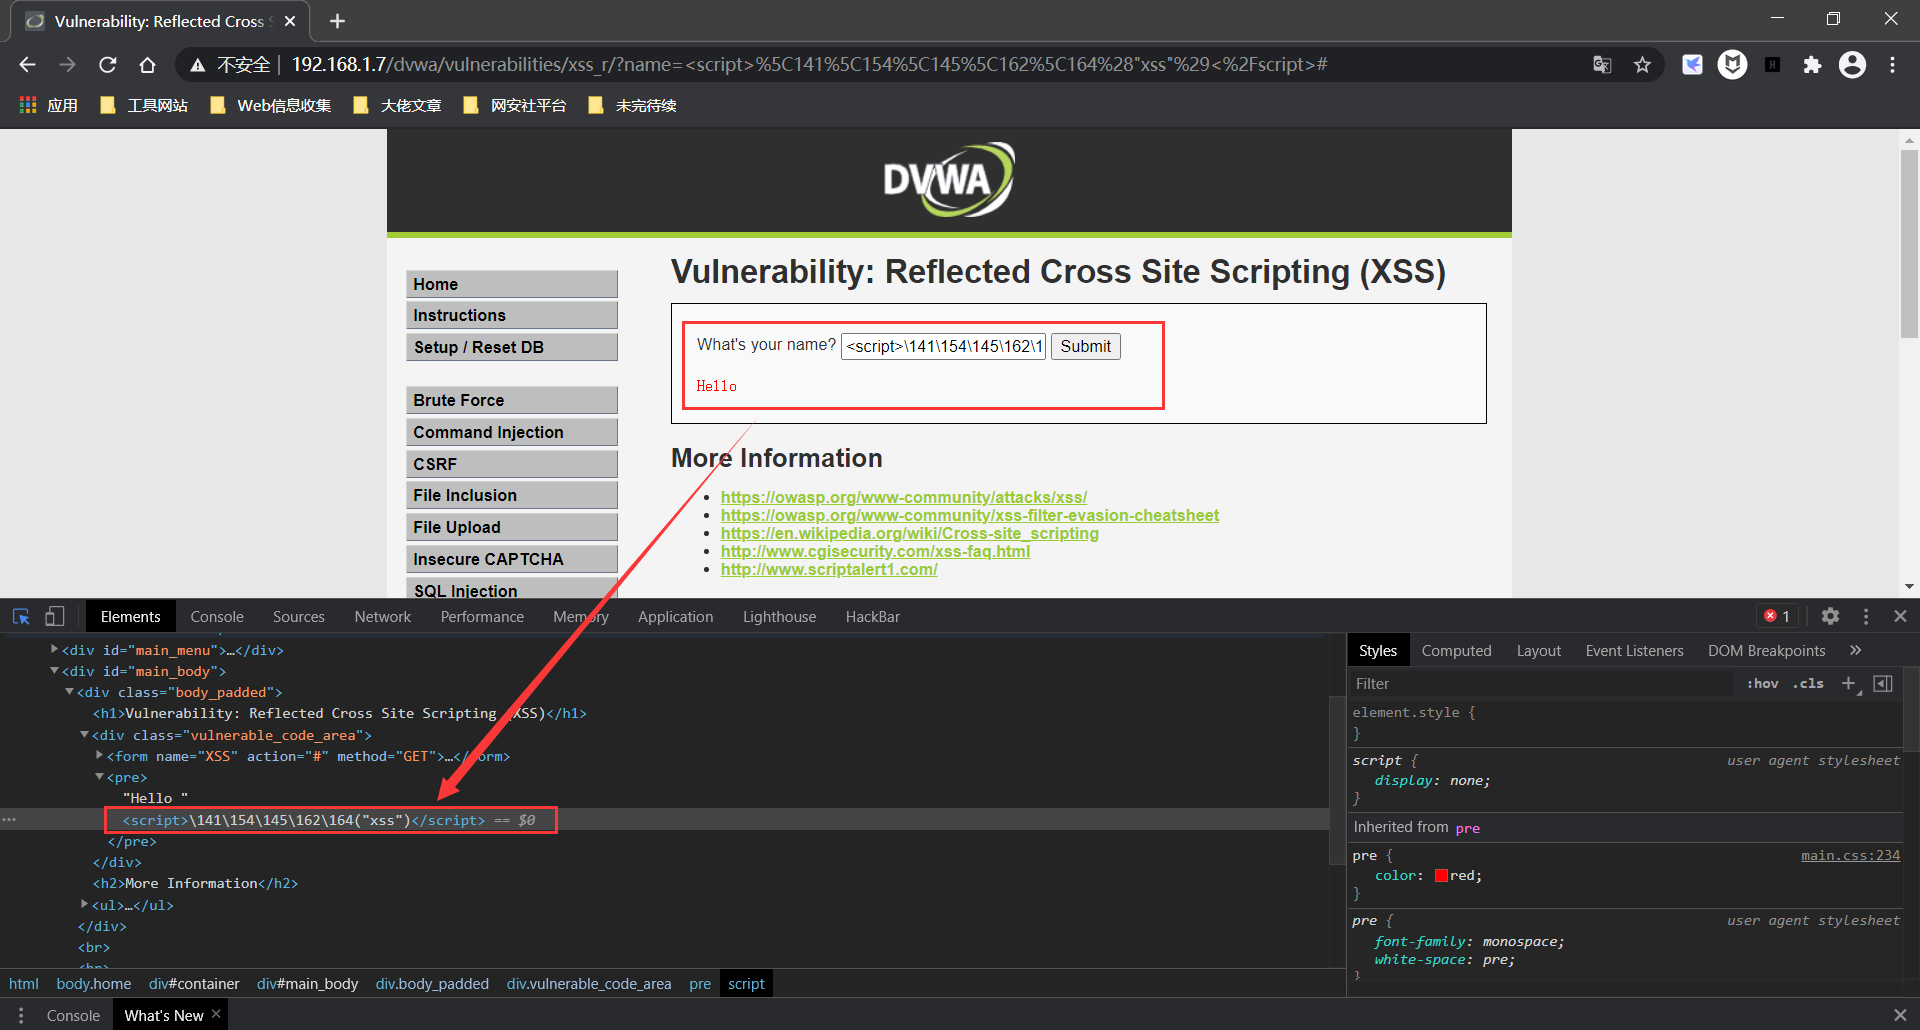 Vulnerability: Reflected Cross S
不安全 | 192.168.1.7/dvwa/vulnerabilities/xss_r/?name=<script>%5C141%5C154%5C145%5C162%5C164%28"xss"%29<%2Fscript>#
应用 工具网站 Web信息收集 大佬文章 网安社平台 未完待续
DVWA
Home
Instructions
Setup / Reset DB
Brute Force
Command Injection
CSRF
File Inclusion
File Upload
Insecure CAPTCHA
SQL Injection
Vulnerability: Reflected Cross Site Scripting (XSS)
What's your name? <script>\141\154\145\162\1 Submit
Hello
More Information
https://owasp.org/www-community/attacks/xss/
https://owasp.org/www-community/xss-filter-evasion-cheatsheet
https://en.wikipedia.org/wiki/Cross-site_scripting
http://www.cgisecurity.com/xss-faq.html
http://www.scriptalert1.com/
Elements Console Sources Network Performance Memory Application Lighthouse HackBar 1
<div id="main_menu">…</div>
<div id="main_body">
<div class="body_padded">
<h1>Vulnerability: Reflected Cross Site Scripting (XSS)</h1>
<div class="vulnerable_code_area">
<form name="XSS" action="#" method="GET">…</form>
<pre>
"Hello "
<script>\141\154\145\162\164("xss")</script> == $0
</pre>
</div>
<h2>More Information</h2>
<ul>…</ul>
</div>
<br>
<br>
html body.home div#container div#main_body div.body_padded div.vulnerable_code_area pre script
Styles Computed Layout Event Listeners DOM Breakpoints »
Filter :hov .cls +
element.style {
}
script { user agent stylesheet
display: none;
}
Inherited from pre
pre { main.css:234
color: red;
}
pre { user agent stylesheet
font-family: monospace;
white-space: pre;
}
Console What's New